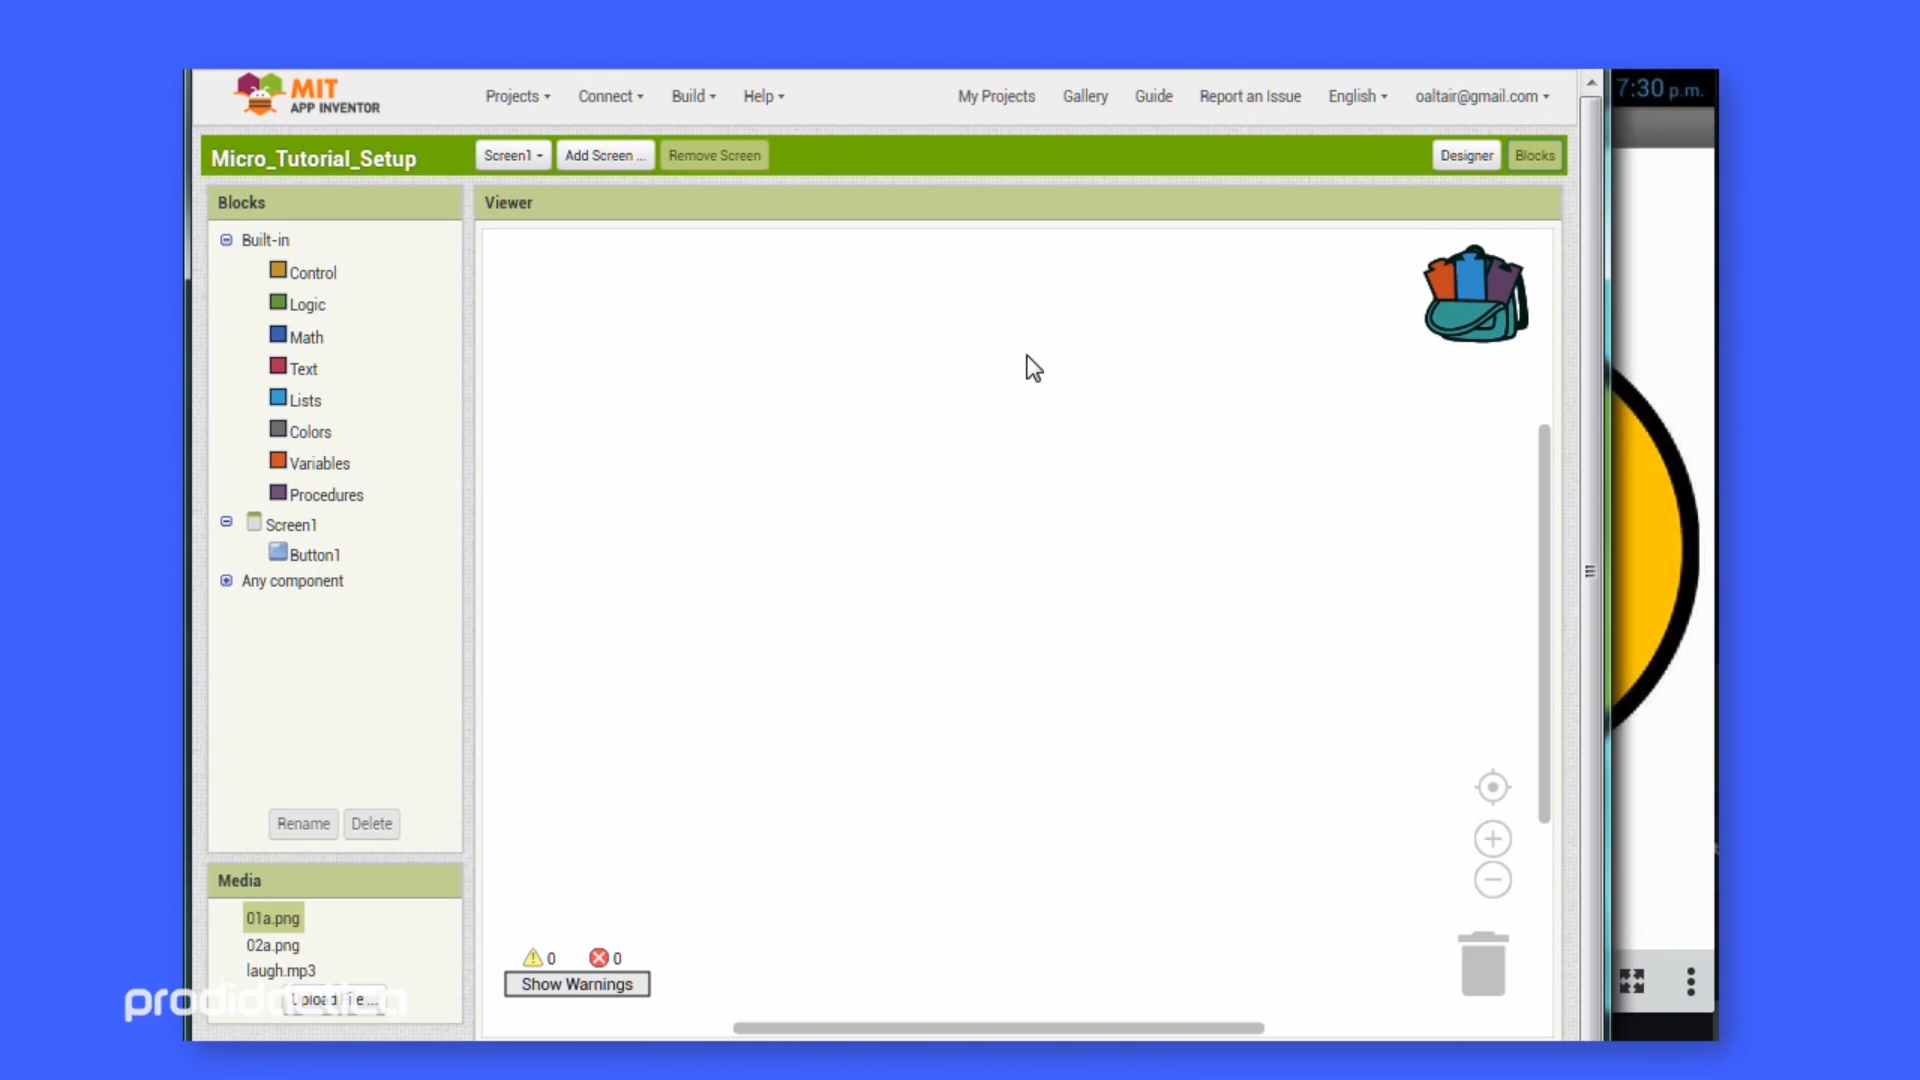 MIT
APP INVENTOR
Projects
Connect
Build
Help
My Projects
Gallery
Guide
Report an Issue
English
oaltair@gmail.com
7:30 p.m.
Micro_Tutorial_Setup
Screen1
Add Screen ...
Remove Screen
Designer
Blocks
Blocks
Viewer
Built-in
Control
Logic
Math
Text
Lists
Colors
Variables
Procedures
Screen1
Button1
Any component
Rename
Delete
Media
01a.png
02a.png
laugh.mp3
Upload File ...
0
0
Show Warnings